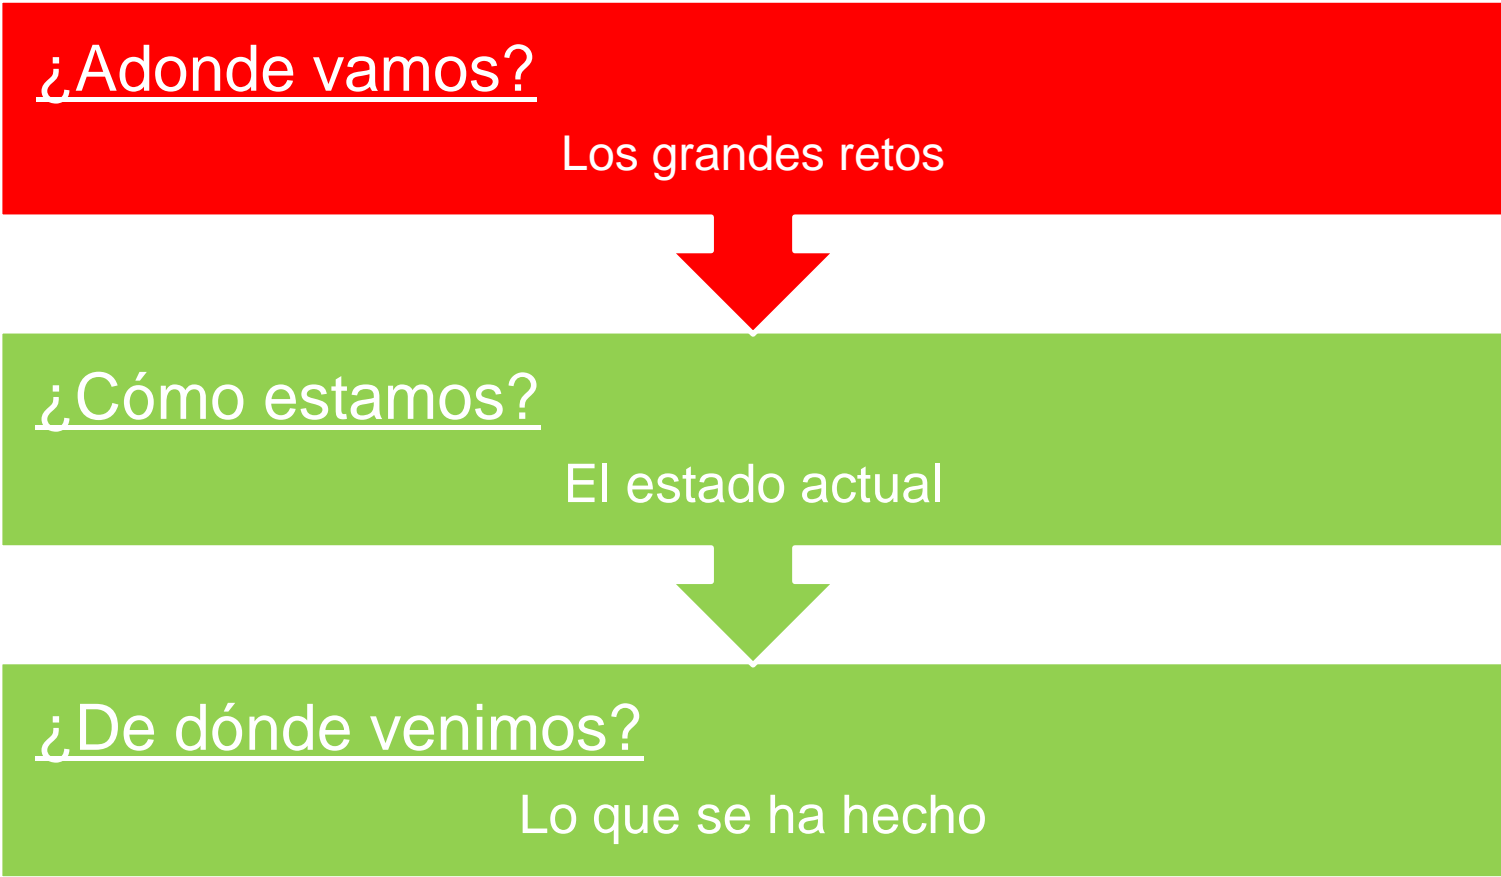 ¿Adonde vamos?
Los grandes retos
¿Cómo estamos?
El estado actual
¿De dónde venimos?
Lo que se ha hecho